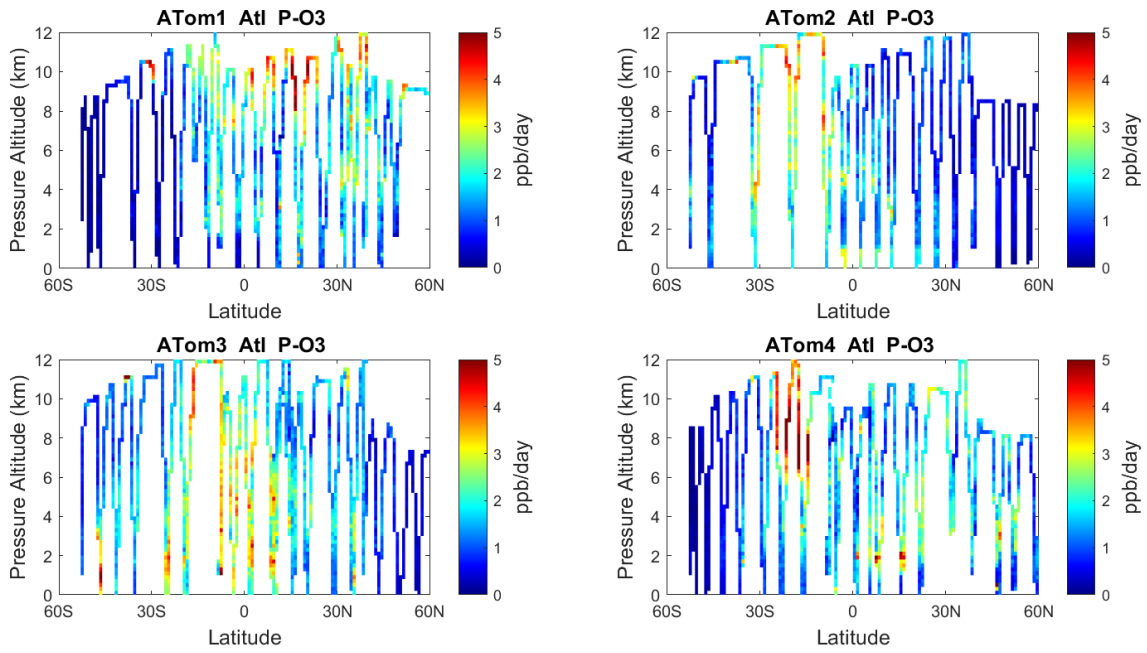 ATom1 Atl P-O3
12
10
8
6
4
2
0
Pressure Altitude (km)
60S 30S 0 30N 60N
Latitude
5
4
3
2
1
0
ppb/day
ATom2 Atl P-O3
12
10
8
6
4
2
0
Pressure Altitude (km)
60S 30S 0 30N 60N
Latitude
5
4
3
2
1
0
ppb/day
ATom3 Atl P-O3
12
10
8
6
4
2
0
Pressure Altitude (km)
60S 30S 0 30N 60N
Latitude
5
4
3
2
1
0
ppb/day
ATom4 Atl P-O3
12
10
8
6
4
2
0
Pressure Altitude (km)
60S 30S 0 30N 60N
Latitude
5
4
3
2
1
0
ppb/day